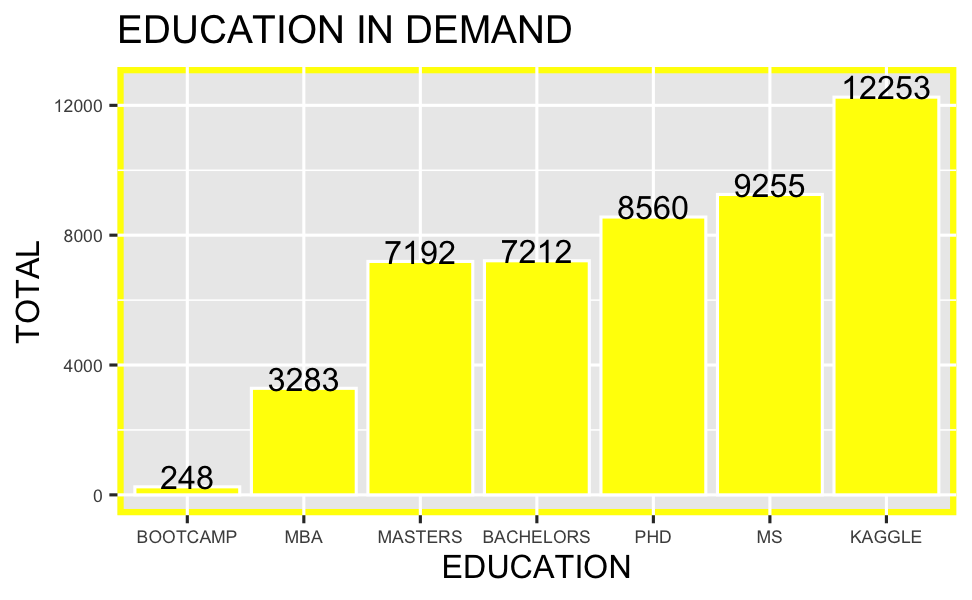 EDUCATION IN DEMAND
12253
12000
9255
8560
8000
7192
7212
TOTAL
4000
3283
248
0
BOOTCAMP MBA MASTERS BACHELORS PHD MS KAGGLE
EDUCATION